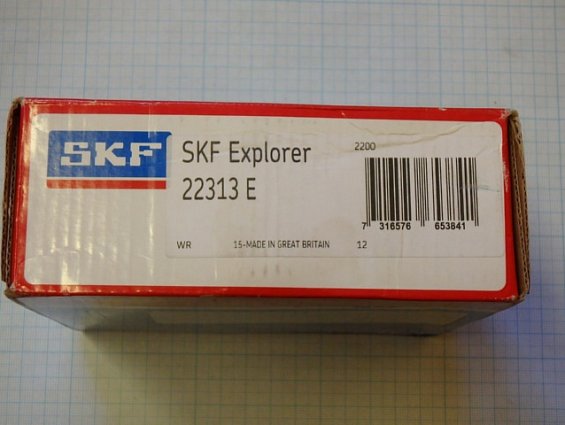 SKF
SKF Explorer
22313 E
2200
7 316576 653841
WR 15-MADE IN GREAT BRITAIN 12